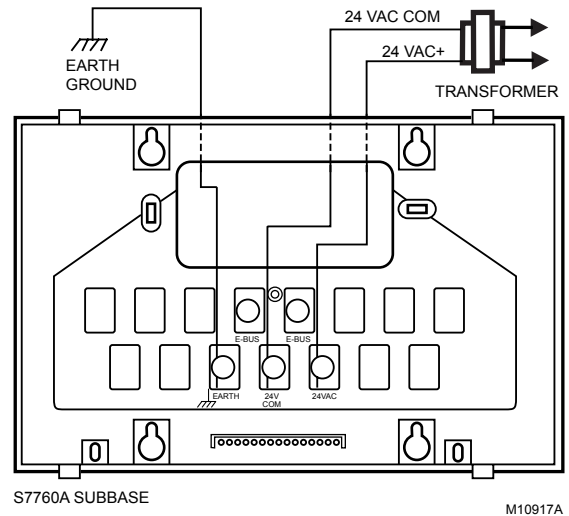 24 VAC COM
24 VAC+
EARTH
GROUND
TRANSFORMER
E-BUS
E-BUS
EARTH
24V
COM
24VAC
S7760A SUBBASE
M10917A